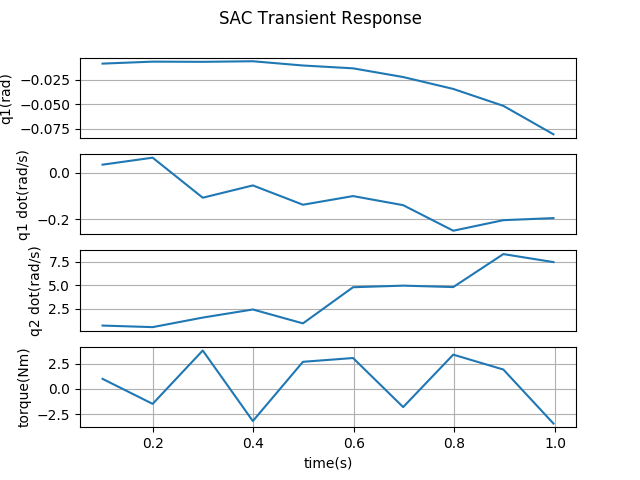 SAC Transient Response
q1(rad)
−0.025
−0.050
−0.075
q1 dot(rad/s)
0.0
−0.2
q2 dot(rad/s)
7.5
5.0
2.5
torque(Nm)
2.5
0.0
−2.5
0.2 0.4 0.6 0.8 1.0
time(s)